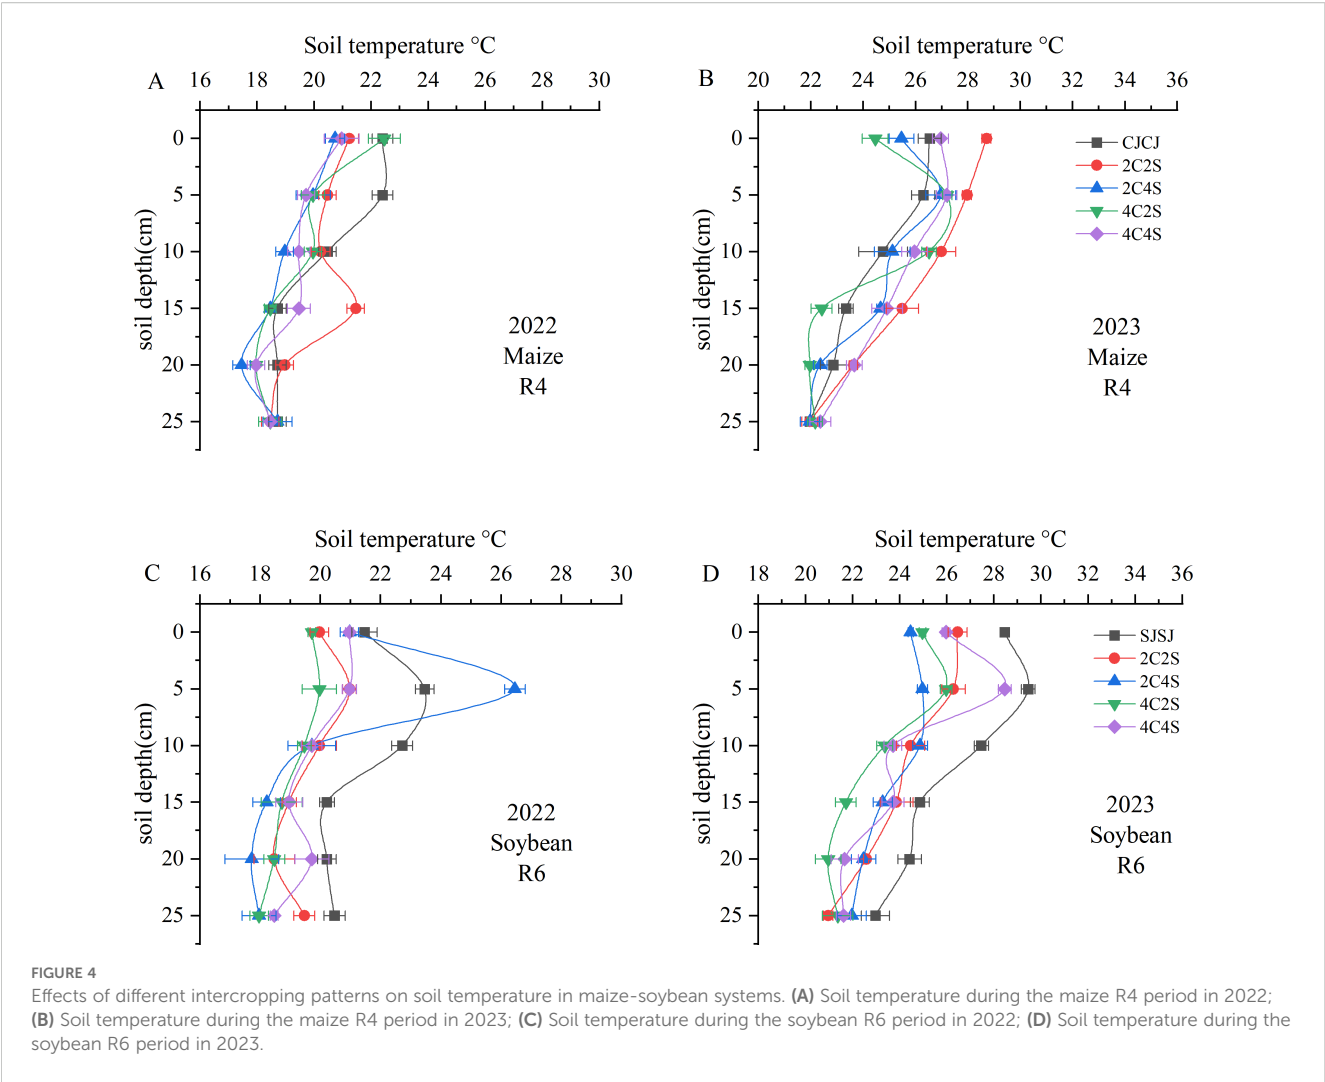 Soil temperature °C
A 16 18 20 22 24 26 28 30
0
5
10
15
20
25
soil depth(cm)
2022
Maize
R4
Soil temperature °C
B 20 22 24 26 28 30 32 34 36
0
5
10
15
20
25
soil depth(cm)
CJCJ
2C2S
2C4S
4C2S
4C4S
2023
Maize
R4
Soil temperature °C
C 16 18 20 22 24 26 28 30
0
5
10
15
20
25
soil depth(cm)
2022
Soybean
R6
Soil temperature °C
D 18 20 22 24 26 28 30 32 34 36
0
5
10
15
20
25
soil depth(cm)
SJSJ
2C2S
2C4S
4C2S
4C4S
2023
Soybean
R6
FIGURE 4
Effects of different intercropping patterns on soil temperature in maize-soybean systems. (A) Soil temperature during the maize R4 period in 2022;
(B) Soil temperature during the maize R4 period in 2023; (C) Soil temperature during the soybean R6 period in 2022; (D) Soil temperature during the
soybean R6 period in 2023.